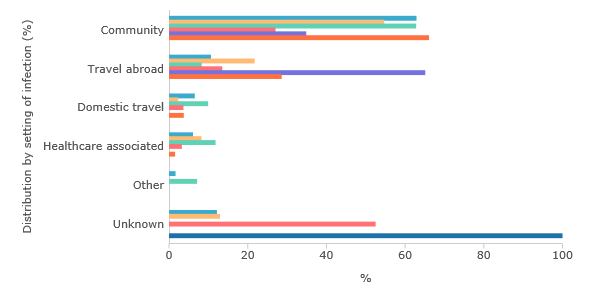 Distribution by setting of infection (%)
Community
Travel abroad
Domestic travel
Healthcare associated
Other
Unknown
0 20 40 60 80 100
%